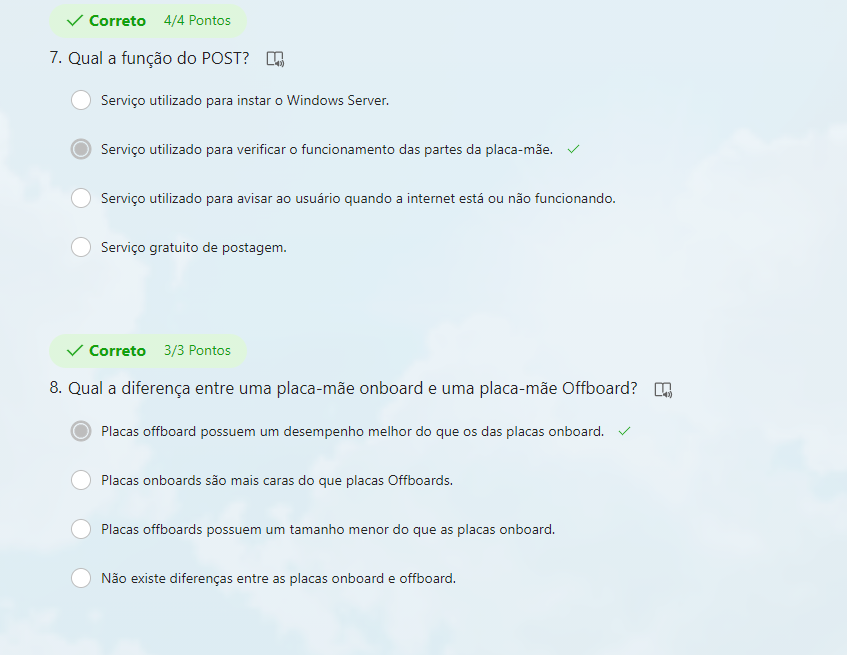 Correto 4/4 Pontos
7. Qual a função do POST?
Serviço utilizado para instar o Windows Server.
Serviço utilizado para verificar o funcionamento das partes da placa-mãe.
Serviço utilizado para avisar ao usuário quando a internet está ou não funcionando.
Serviço gratuito de postagem.
Correto 3/3 Pontos
8. Qual a diferença entre uma placa-mãe onboard e uma placa-mãe Offboard?
Placas offboard possuem um desempenho melhor do que os das placas onboard.
Placas onboards são mais caras do que placas Offboards.
Placas offboards possuem um tamanho menor do que as placas onboard.
Não existe diferenças entre as placas onboard e offboard.